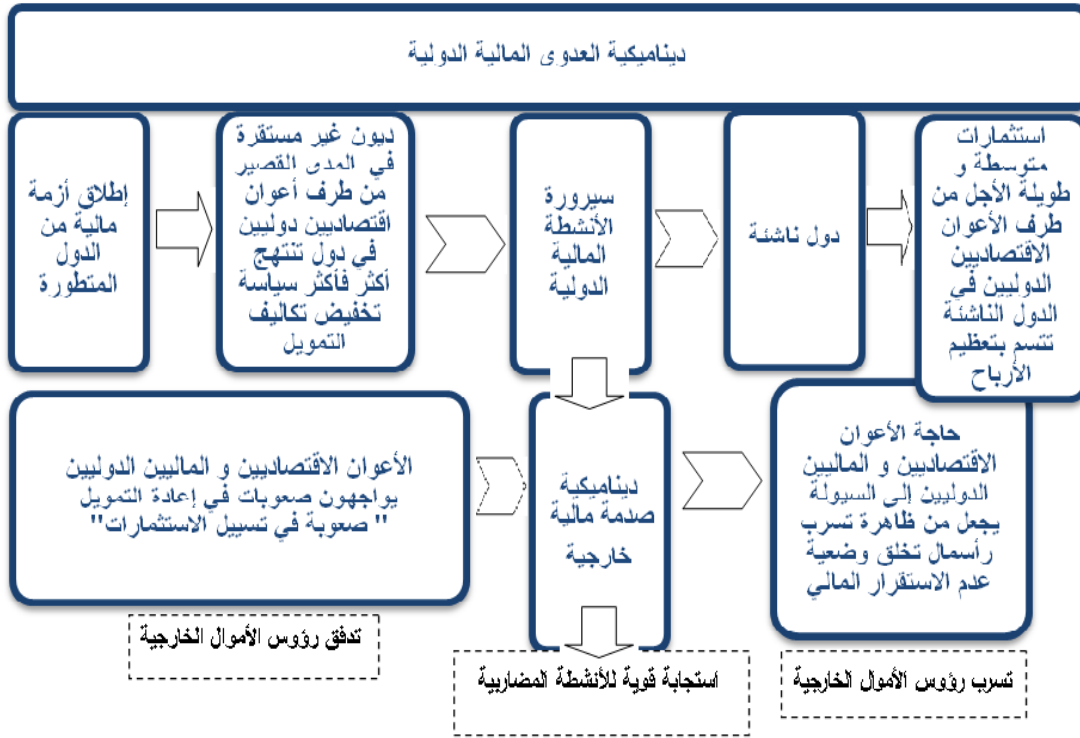 ديناميكية العدوى المالية الدولية
إطلاق أزمة
مالية من
الدول
المتطورة
ديون غير مستقرة
في المدى القصير
من طرف أعوان
اقتصاديين دوليين
في دول تنتهج
أكثر فأكثر سياسة
تخفيض تكاليف
التمويل
سيرورة
الأنشطة
المالية
الدولية
دول ناشئة
استثمارات
متوسطة و
طويلة الأجل من
طرف الأعوان
الاقتصاديين
الدوليين في
الدول الناشئة
تتسم بتعظيم
الأرباح
الأعوان الاقتصاديين و الماليين الدوليين
يواجهون صعوبات في إعادة التمويل
" صعوبة في تسييل الاستثمارات"
ديناميكية
صدمة مالية
خارجية
حاجة الأعوان
الاقتصاديين و الماليين
الدوليين إلى السيولة
يجعل من ظاهرة تسرب
رأسمال تخلق وضعية
عدم الاستقرار المالي
تدفق رؤوس الأموال الخارجية
استجابة قوية للأنشطة المضاربية
تسرب رؤوس الأموال الخارجية